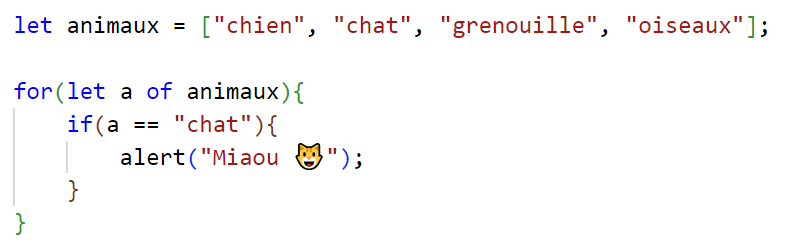 let animaux = ["chien", "chat", "grenouille", "oiseaux"];
for(let a of animaux){
    if(a == "chat"){
        alert("Miaou 🐱");
    }
}